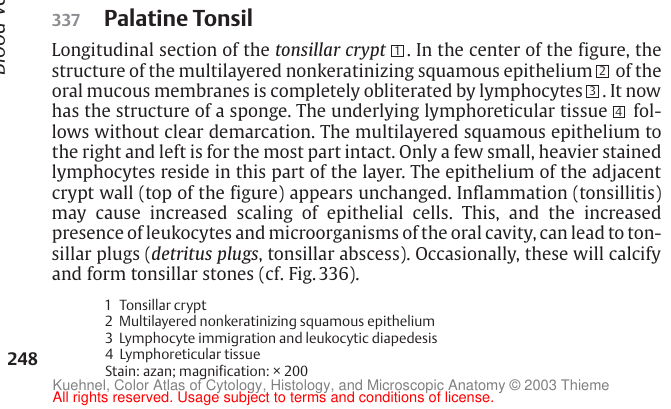 337 Palatine Tonsil
Longitudinal section of the tonsillar crypt 1 . In the center of the figure, the
structure of the multilayered nonkeratinizing squamous epithelium 2 of the
oral mucous membranes is completely obliterated by lymphocytes 3 . It now
has the structure of a sponge. The underlying lymphoreticular tissue 4 fol-
lows without clear demarcation. The multilayered squamous epithelium to
the right and left is for the most part intact. Only a few small, heavier stained
lymphocytes reside in this part of the layer. The epithelium of the adjacent
crypt wall (top of the figure) appears unchanged. Inflammation (tonsillitis)
may cause increased scaling of epithelial cells. This, and the increased
presence of leukocytes and microorganisms of the oral cavity, can lead to ton-
sillar plugs (detritus plugs, tonsillar abscess). Occasionally, these will calcify
and form tonsillar stones (cf. Fig. 336).
1 Tonsillar crypt
2 Multilayered nonkeratinizing squamous epithelium
3 Lymphocyte immigration and leukocytic diapedesis
4 Lymphoreticular tissue
Stain: azan; magnification: × 200
248
Kuehnel, Color Atlas of Cytology, Histology, and Microscopic Anatomy © 2003 Thieme
All rights reserved. Usage subject to terms and conditions of license.